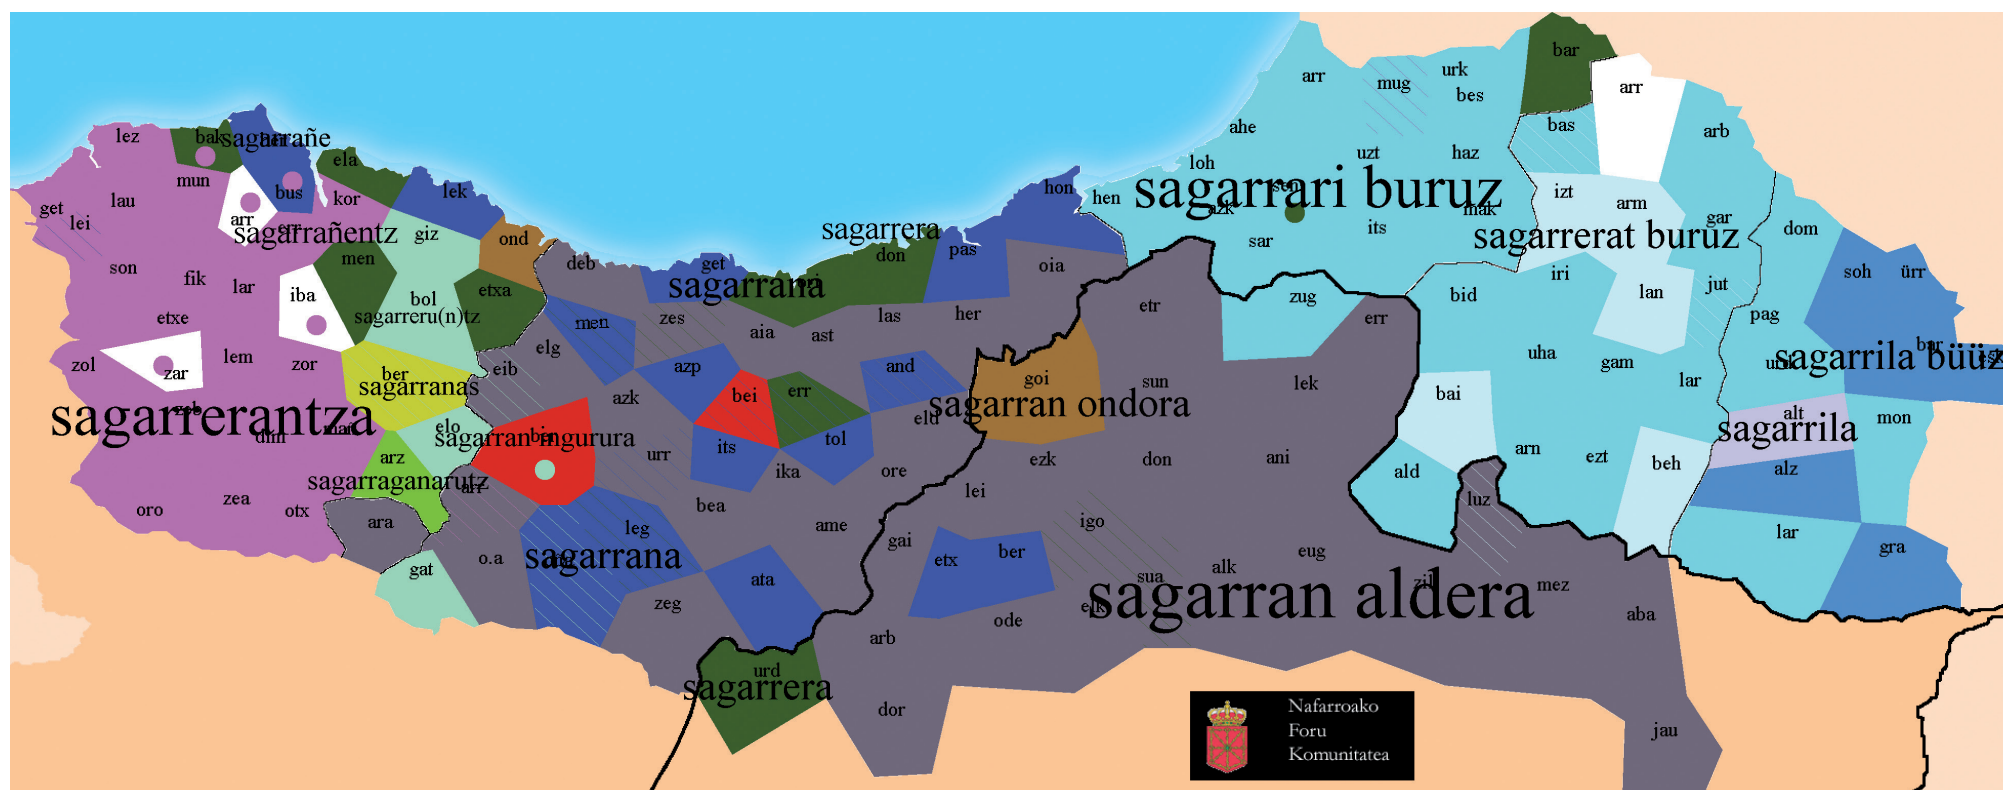 bar
arr
mug
urk
bes
arr
lez
bak
sagarrañe
ahe
bas
arb
ela
uzt
haz
loh
mun
bus
kor
lek
hon
hen
sagarrari buruz
izt
arm
lau
get
lei
arr
sagarrañentz
giz
ond
sagarrera
azk
mak
its
gar
dom
son
men
deb
get
don
pas
oia
sar
sagarrerat buruz
fik
lar
iba
bol
etxa
sagarrana
zug
bid
iri
lan
jut
soh
ürr
etxe
sagarreru(n)tz
men
zes
aia
ast
las
her
etr
err
pag
zol
zar
lem
zor
ber
sagarranas
elg
eib
azp
and
goi
sun
lek
uha
gam
lar
bar
sagarrila büüz
sagarrerantza
elo
azk
bei
err
eld
sagarran ondora
bai
alt
mon
sagarrila
sagarran ingurura
its
tol
arz
urr
ika
ore
ezk
don
ani
ald
arn
ezt
beh
alz
sagarraganarutz
oro
zea
otx
ara
leg
bea
ame
lei
gai
igo
luz
lar
gra
gat
o.a
sagarrana
ata
etx
ber
sua
alk
eug
mez
zeg
ode
sagarran aldera
aba
arb
urd
sagarrera
dor
jau
Nafarroako
Foru
Komunitatea